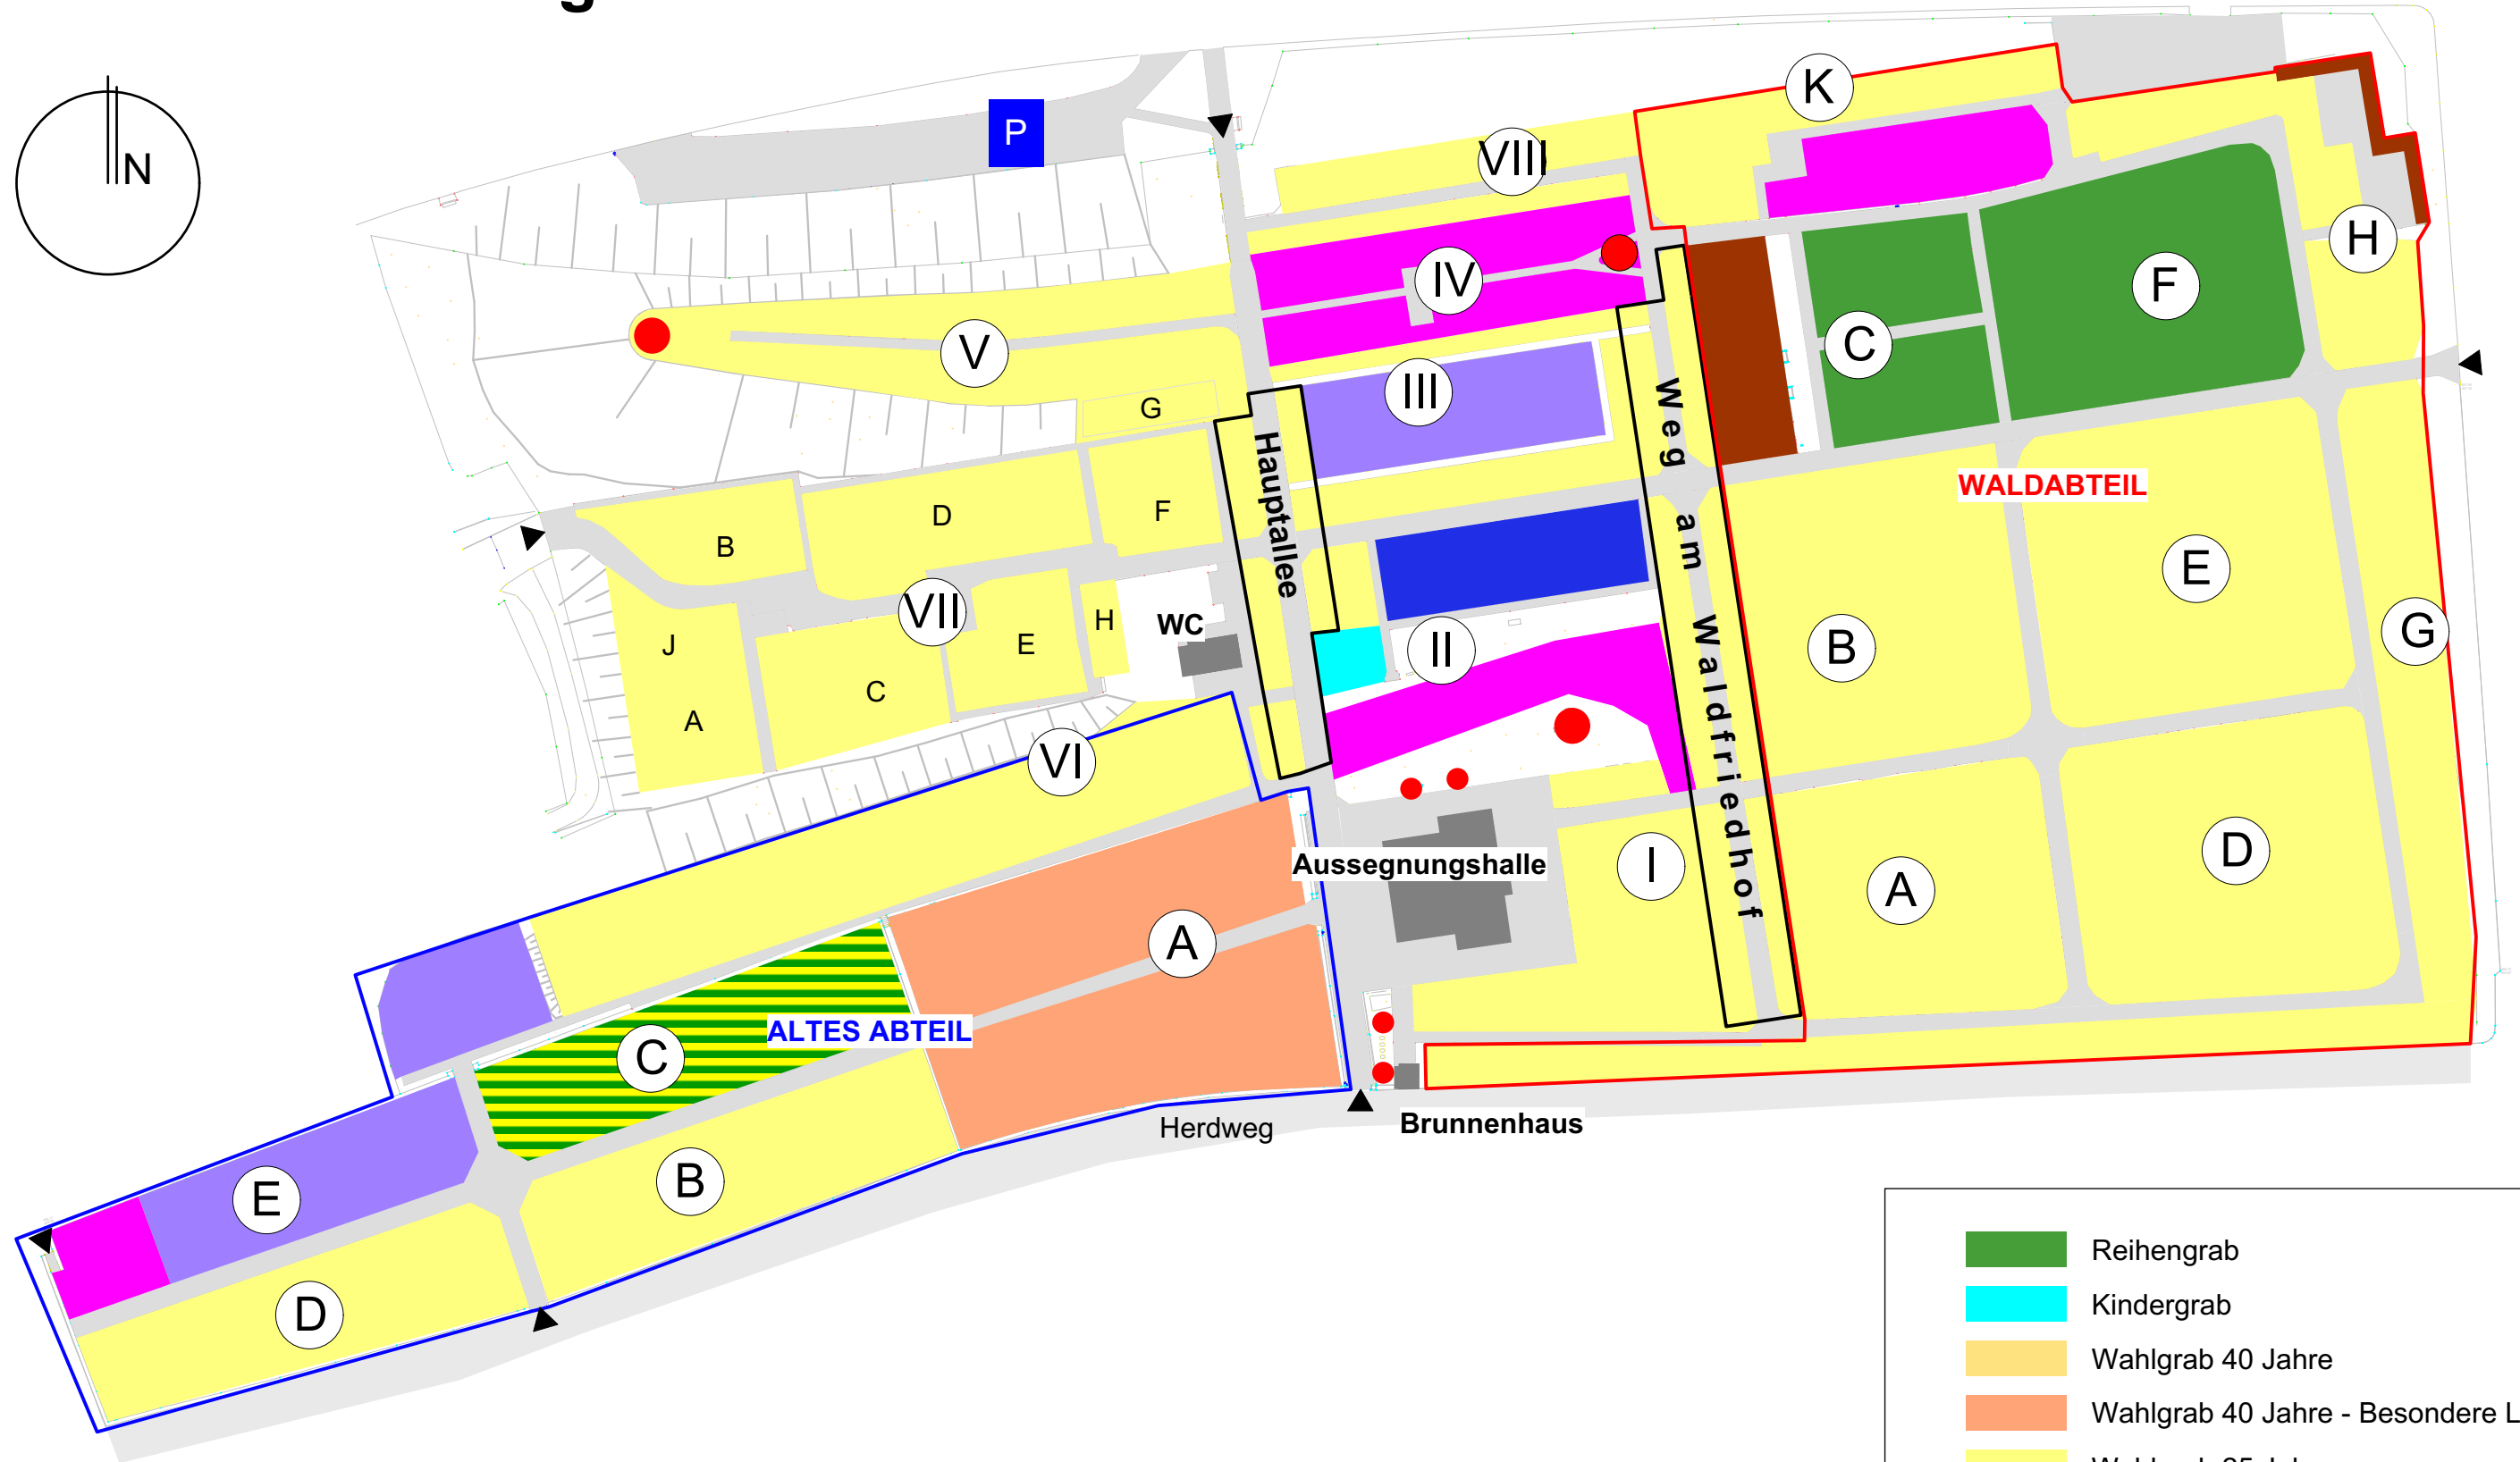 N
P
K
VIII
H
IV
F
C
V
III
G
Weg am Waldfriedhof
Hauptallee
WALDABTEIL
D
F
B
E
VII
H
WC
J
E
II
B
G
C
A
VI
Aussegnungshalle
I
A
D
A
ALTES ABTEIL
C
Herdweg
Brunnenhaus
B
E
D
Reihengrab
Kindergrab
Wahlgrab 40 Jahre
Wahlgrab 40 Jahre - Besondere L